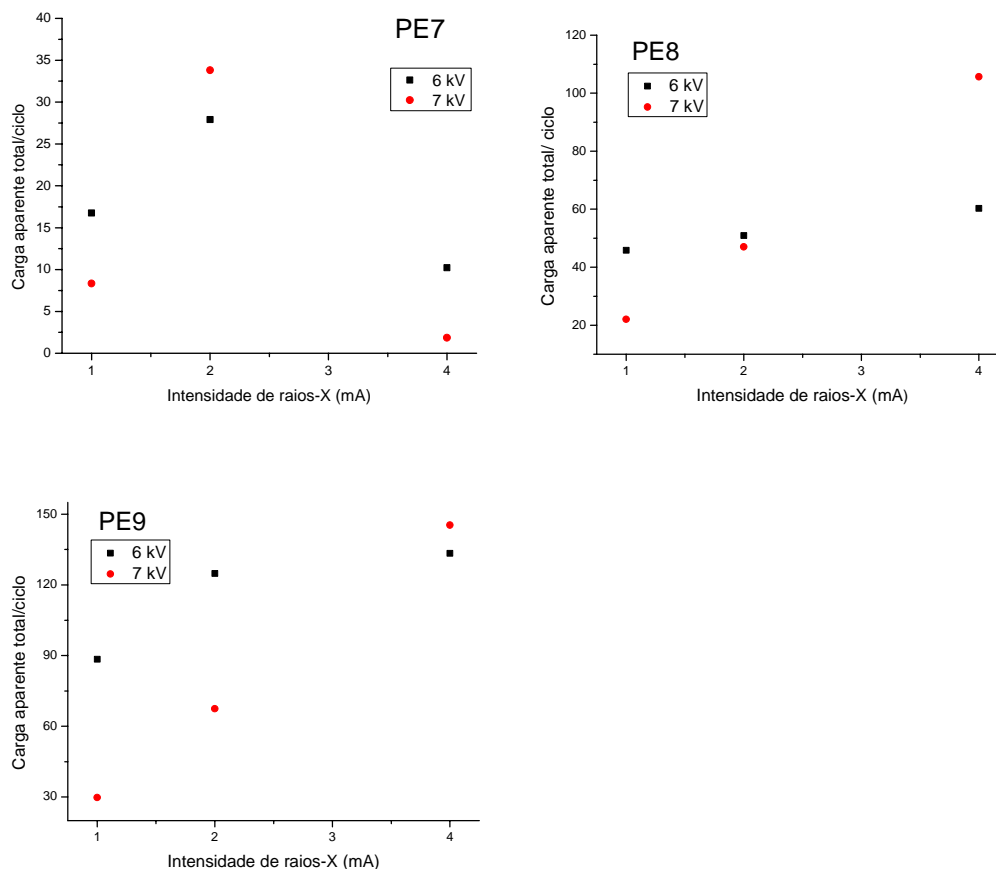 PE7
6 kV
7 kV
40
35
30
25
20
15
10
5
0
Carga aparente total/ciclo
1 2 3 4
Intensidade de raios-X (mA)
PE8
6 kV
7 kV
120
100
80
60
40
20
Carga aparente total/ ciclo
1 2 3 4
Intensidade de raios-X (mA)
PE9
6 kV
7 kV
150
120
90
60
30
Carga aparente total/ciclo
1 2 3 4
Intensidade de raios-X (mA)